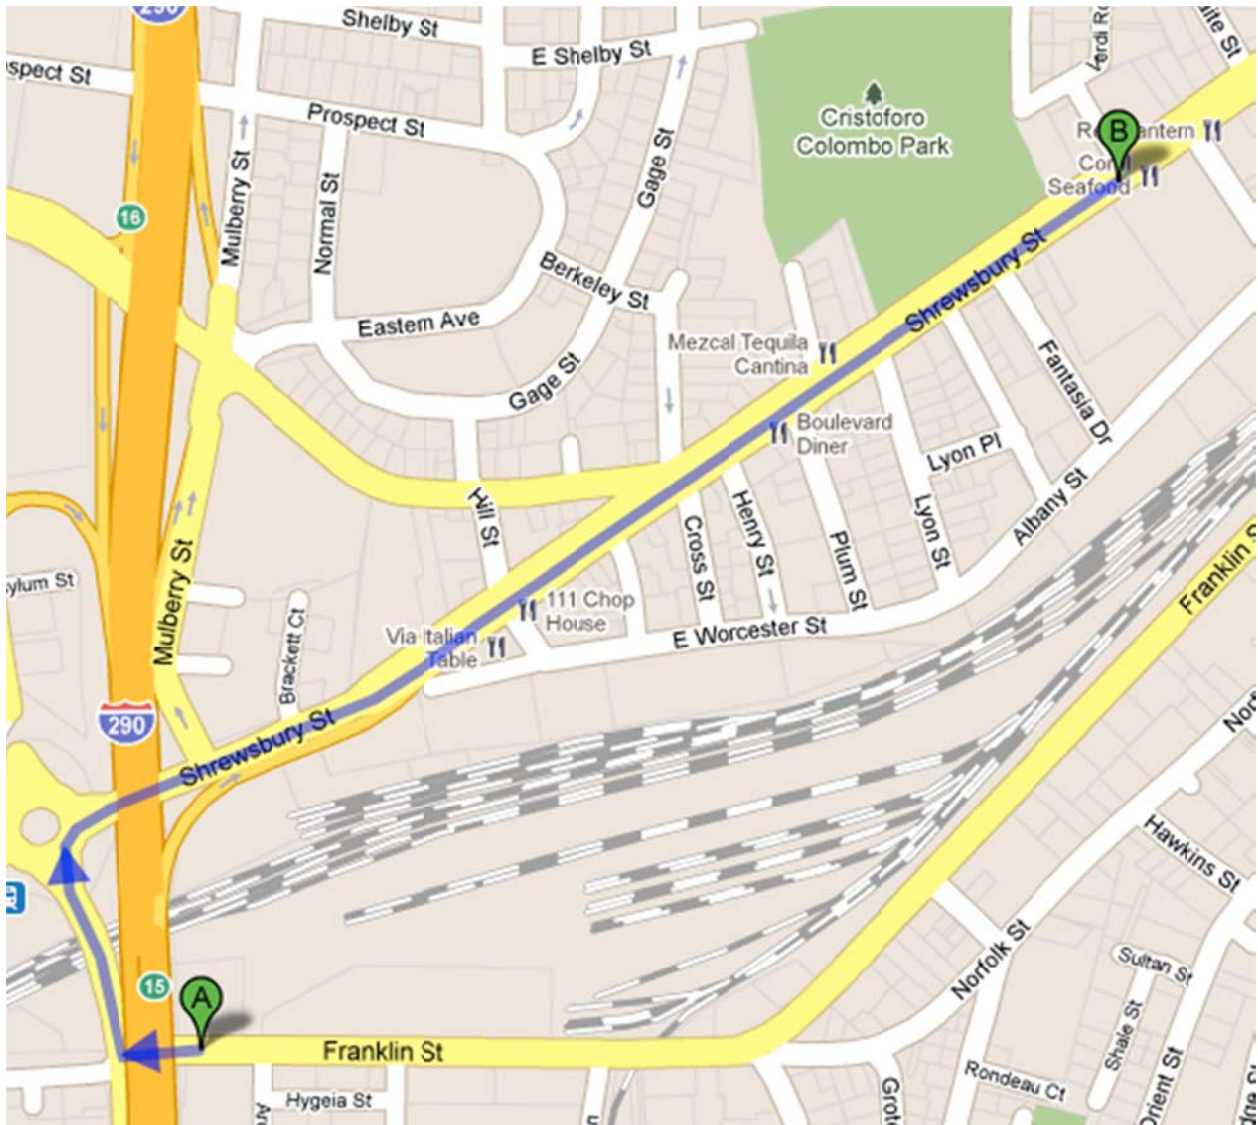 290
Shelby St
E Shelby St
spect St
Prospect St
Cristoforo
Colombo Park
B
Mulberry St
Normal St
Gage St
16
Berkeley St
Seafood
Shrewsbury St
Eastern Ave
Mezcal Tequila
Cantina
Gage St
Boulevard
Diner
Fantasia Dr
Lyon Pl
Hill St
Cross St
Henry St
Plum St
Lyon St
Albany St
Franklin S
Mulberry St
ylum St
111 Chop
House
Via Italian
Table
E Worcester St
Brackett Ct
290
Shrewsbury St
Hawkins St
Norfolk St
Sultan St
15
A
Franklin St
Shale St
Orient St
Rondeau Ct
Hygeia St
Grot